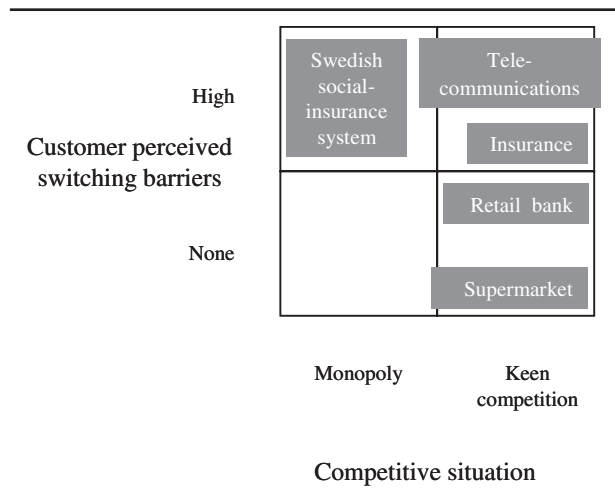 Swedish
social-
insurance
system
Tele-
communications
Insurance
Retail bank
Supermarket
High
Customer perceived
switching barriers
None
Monopoly
Keen
competition
Competitive situation